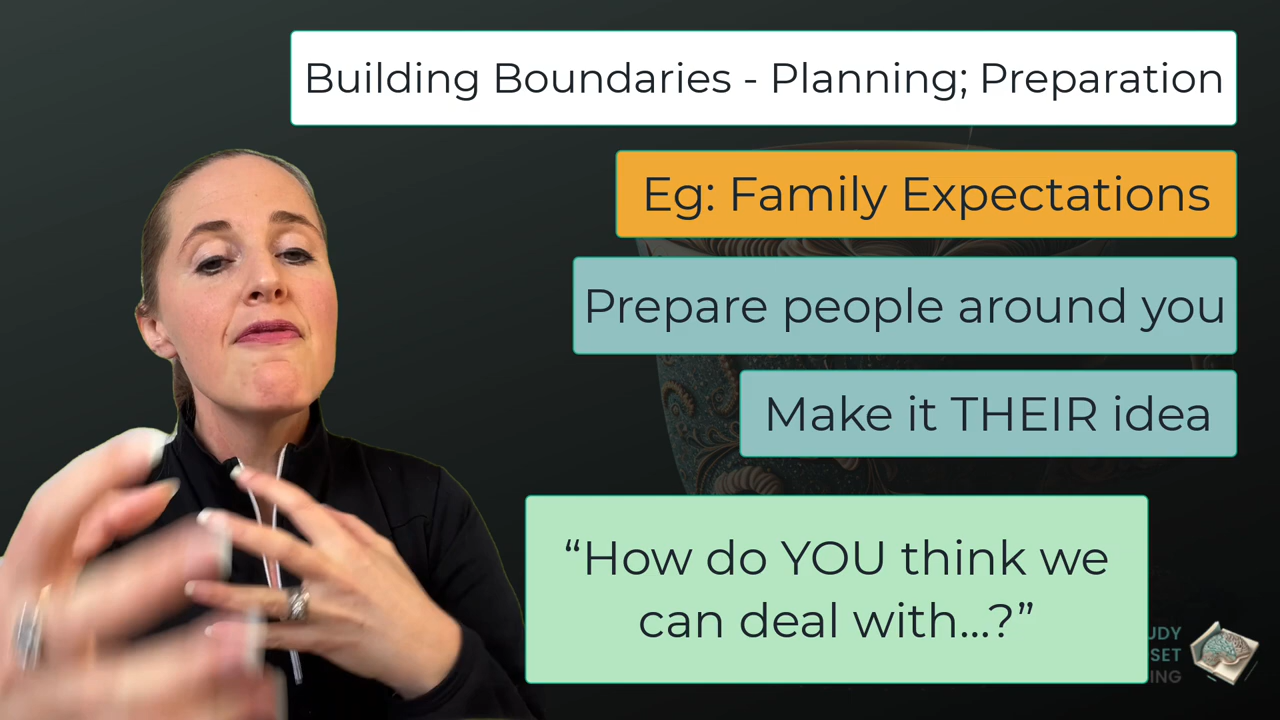 Building Boundaries - Planning; Preparation
Eg: Family Expectations
Prepare people around you
Make it THEIR idea
“How do YOU think we
can deal with...?”